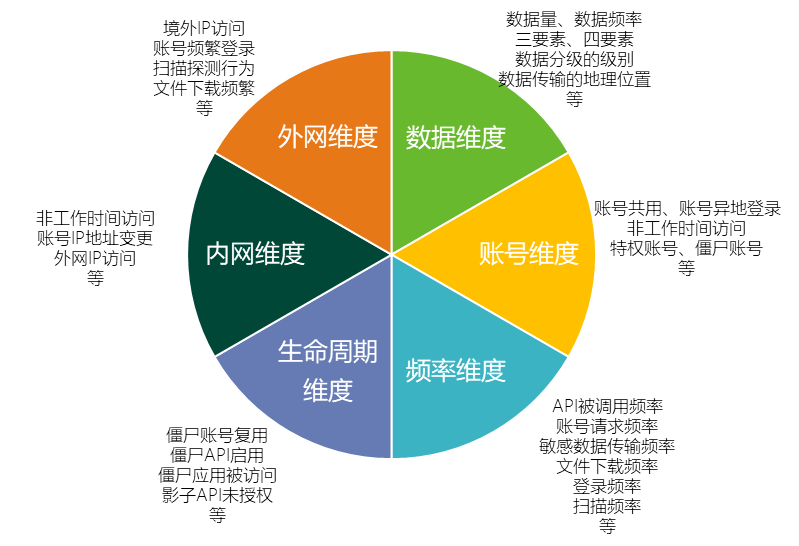 境外IP访问
账号频繁登录
扫描探测行为
文件下载频繁
等
数据量、数据频率
三要素、四要素
数据分级的级别
数据传输的地理位置
等
外网维度
数据维度
非工作时间访问
账号IP地址变更
外网IP访问
等
内网维度
账号维度
账号共用、账号异地登录
非工作时间访问
特权账号、僵尸账号
等
生命周期
维度
频率维度
僵尸账号复用
僵尸API启用
僵尸应用被访问
影子API未授权
等
API被调用频率
账号请求频率
敏感数据传输频率
文件下载频率
登录频率
扫描频率
等